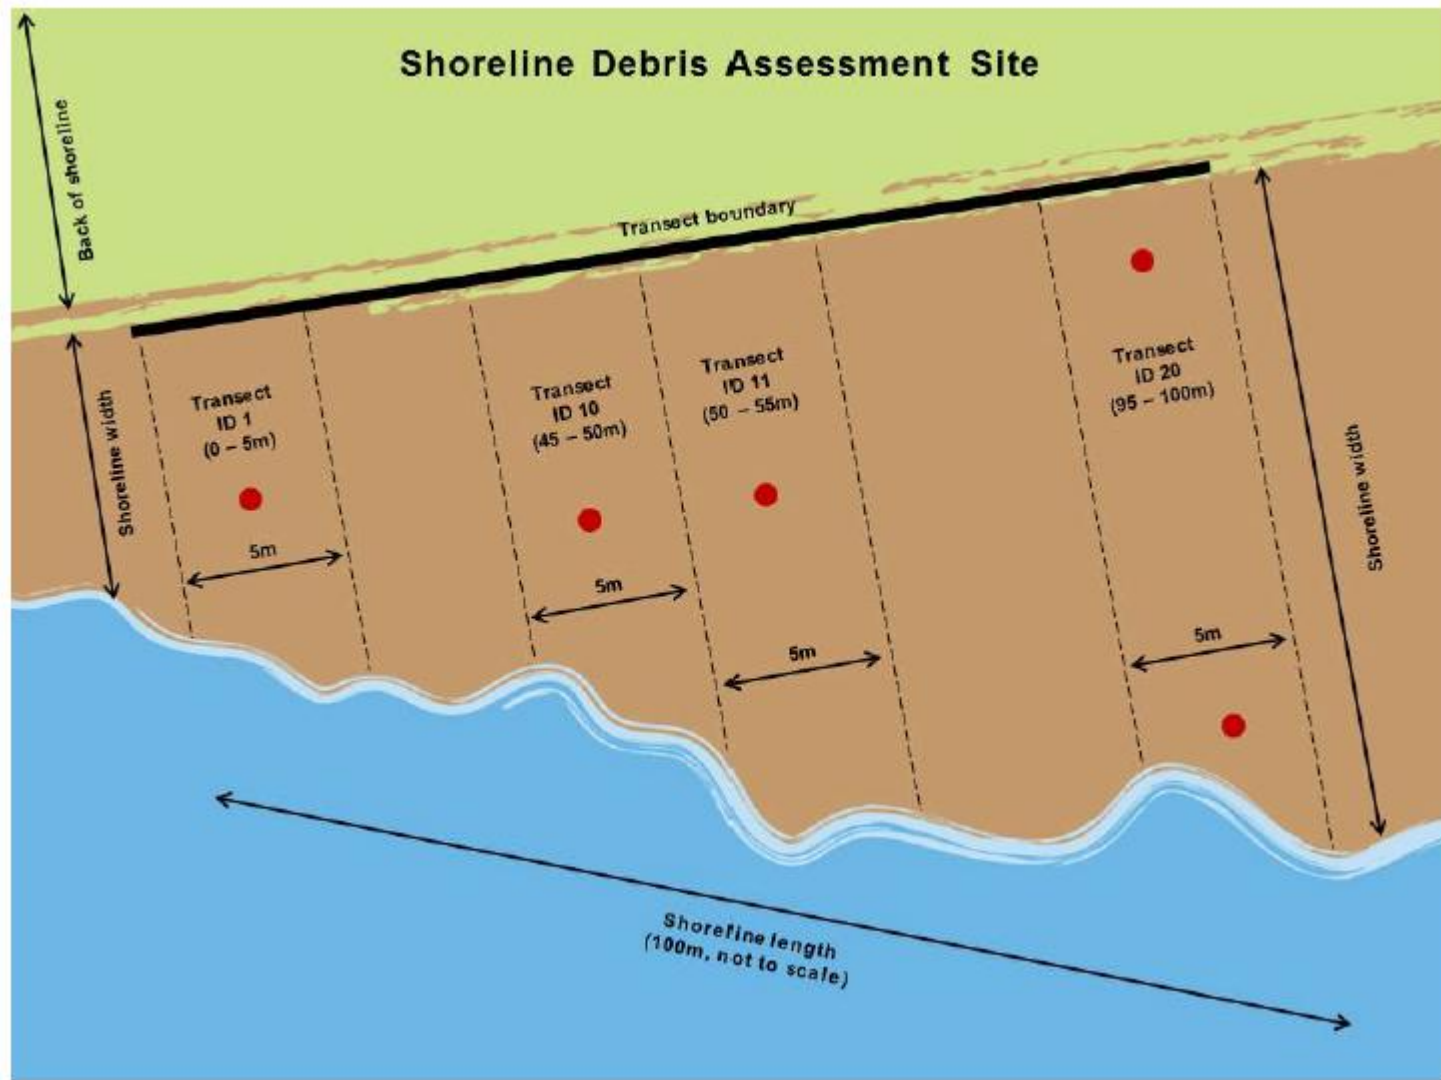 Shoreline Debris Assessment Site
Back of shoreline
Transect boundary
Shoreline width
Transect
ID 1
(0 – 5m)
5m
Transect
ID 10
(45 – 50m)
5m
Transect
ID 11
(50 – 55m)
5m
Transect
ID 20
(95 – 100m)
5m
Shoreline width
Shoreline length
(100m, not to scale)